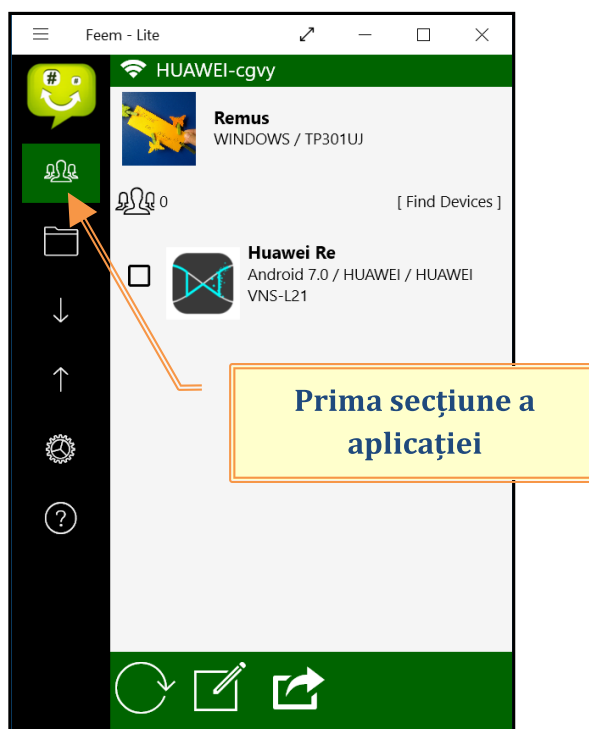 Feem - Lite
HUAWEI-cgvy
Remus
WINDOWS / TP301UJ
0
[ Find Devices ]
Huawei Re
Android 7.0 / HUAWEI / HUAWEI
VNS-L21
Prima secțiune a
aplicației